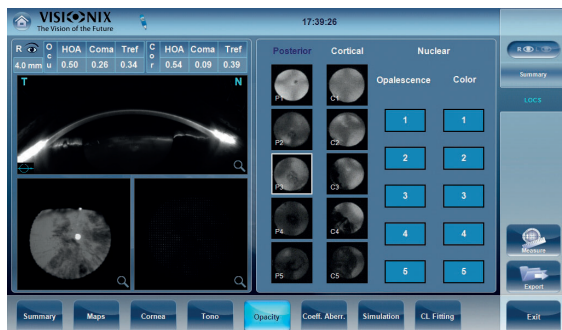 VISIONIX
The Vision of the Future
17:39:26
R O c u HOA Coma Tref C o r HOA Coma Tref
4.0 mm 0.50 0.26 0.34 0.54 0.09 0.39
T N
Posterior Cortical Nuclear
Opalescence Color
P1 C1 1 1
P2 C2 2 2
P3 C3 3 3
P4 C4 4 4
P5 C5 5 5
R L
Summary
LOCS
Measure
Export
Summary Maps Cornea Tono Opacity Coeff. Aberr. Simulation CL Fitting Exit